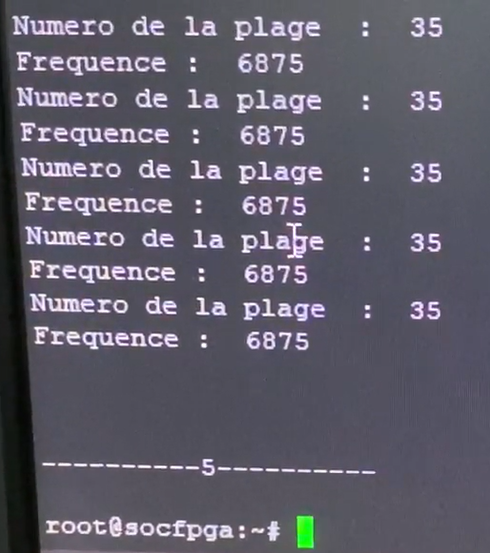 Numero de la plage  :  35
Frequence :  6875
Numero de la plage  :  35
Frequence :  6875
Numero de la plage  :  35
Frequence :  6875
Numero de la plage  :  35
Frequence :  6875
Numero de la plage  :  35
Frequence :  6875
----------5----------
root@socfpga:~#